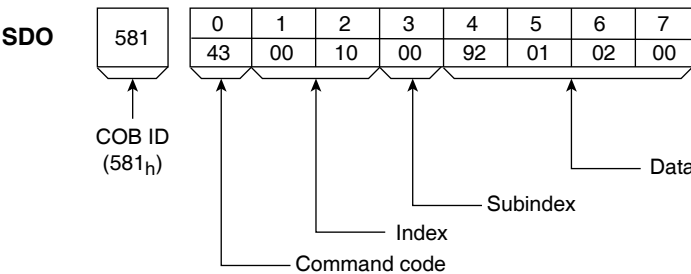 SDO 581 0 1 2 3 4 5 6 7
43 00 10 00 92 01 02 00
COB ID
(581h)
Data
Subindex
Index
Command code